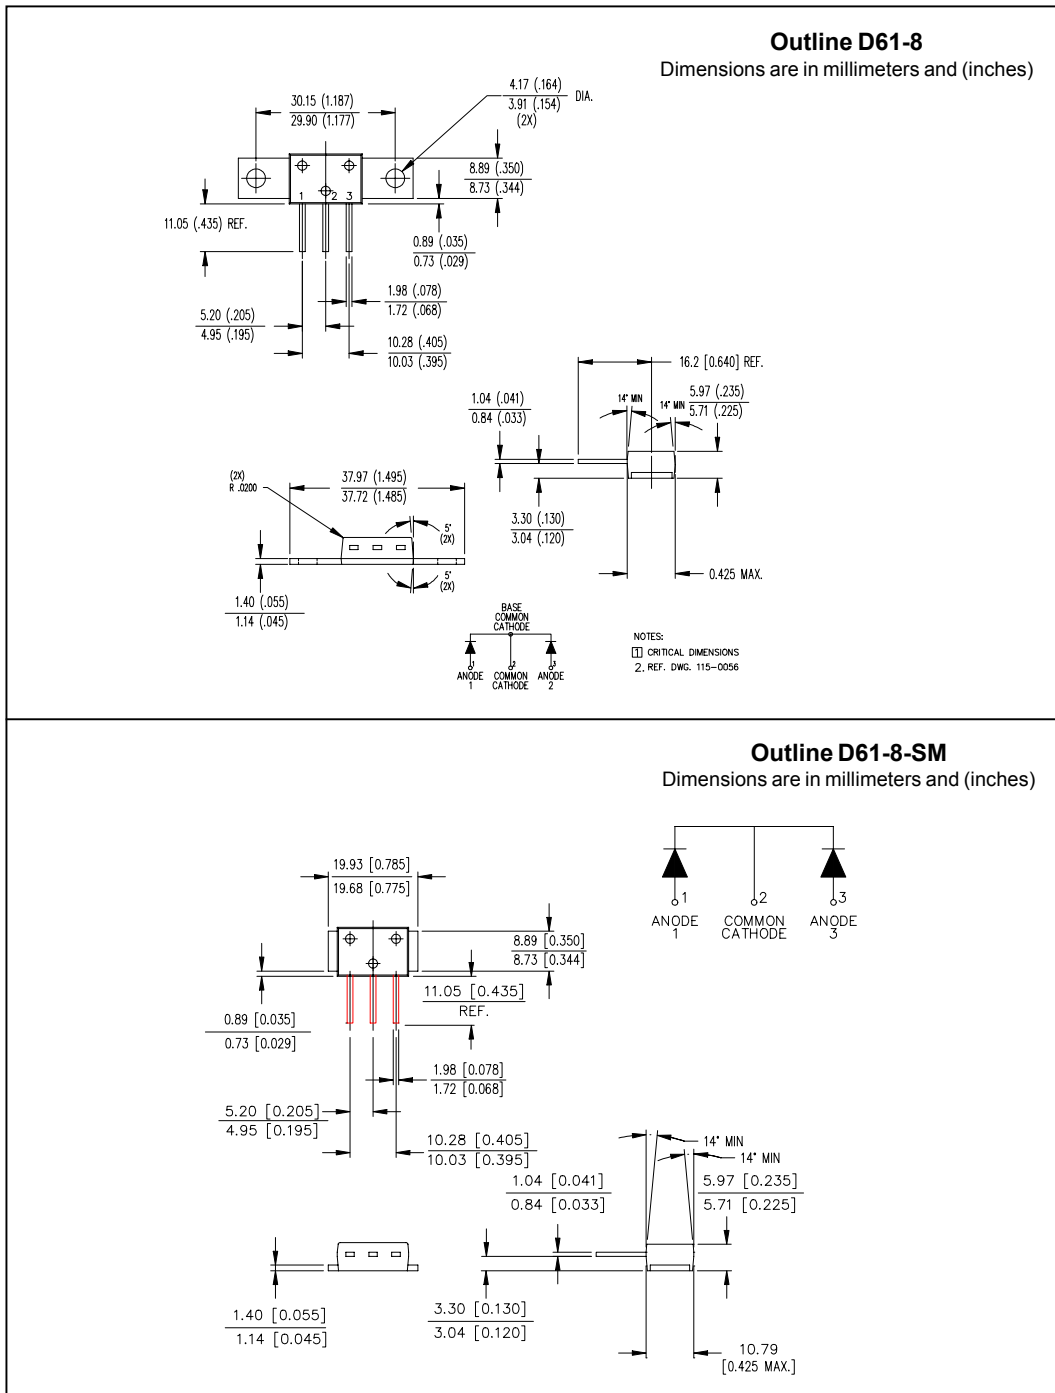 Outline D61-8
Dimensions are in millimeters and (inches)
30.15 (1.187)
29.90 (1.177)
4.17 (.164)
3.91 (.154)
DIA.
(2X)
8.89 (.350)
8.73 (.344)
1 2 3
11.05 (.435) REF.
0.89 (.035)
0.73 (.029)
1.98 (.078)
1.72 (.068)
5.20 (.205)
4.95 (.195)
10.28 (.405)
10.03 (.395)
16.2 [0.640] REF.
1.04 (.041)
0.84 (.033)
14° MIN
14° MIN
5.97 (.235)
5.71 (.225)
(2X)
R .0200
37.97 (1.495)
37.72 (1.485)
5°
(2X)
3.30 (.130)
3.04 (.120)
5°
(2X)
0.425 MAX.
1.40 (.055)
1.14 (.045)
BASE
COMMON
CATHODE
1 2 3
ANODE
1
COMMON
CATHODE
ANODE
2
NOTES:
1 CRITICAL DIMENSIONS
2. REF. DWG. 115-0056
Outline D61-8-SM
Dimensions are in millimeters and (inches)
1 2 3
ANODE
1
COMMON
CATHODE
ANODE
3
19.93 [0.785]
19.68 [0.775]
8.89 [0.350]
8.73 [0.344]
11.05 [0.435]
REF.
0.89 [0.035]
0.73 [0.029]
1.98 [0.078]
1.72 [0.068]
5.20 [0.205]
4.95 [0.195]
10.28 [0.405]
10.03 [0.395]
14° MIN
14° MIN
1.04 [0.041]
0.84 [0.033]
5.97 [0.235]
5.71 [0.225]
1.40 [0.055]
1.14 [0.045]
3.30 [0.130]
3.04 [0.120]
10.79
[0.425 MAX.]